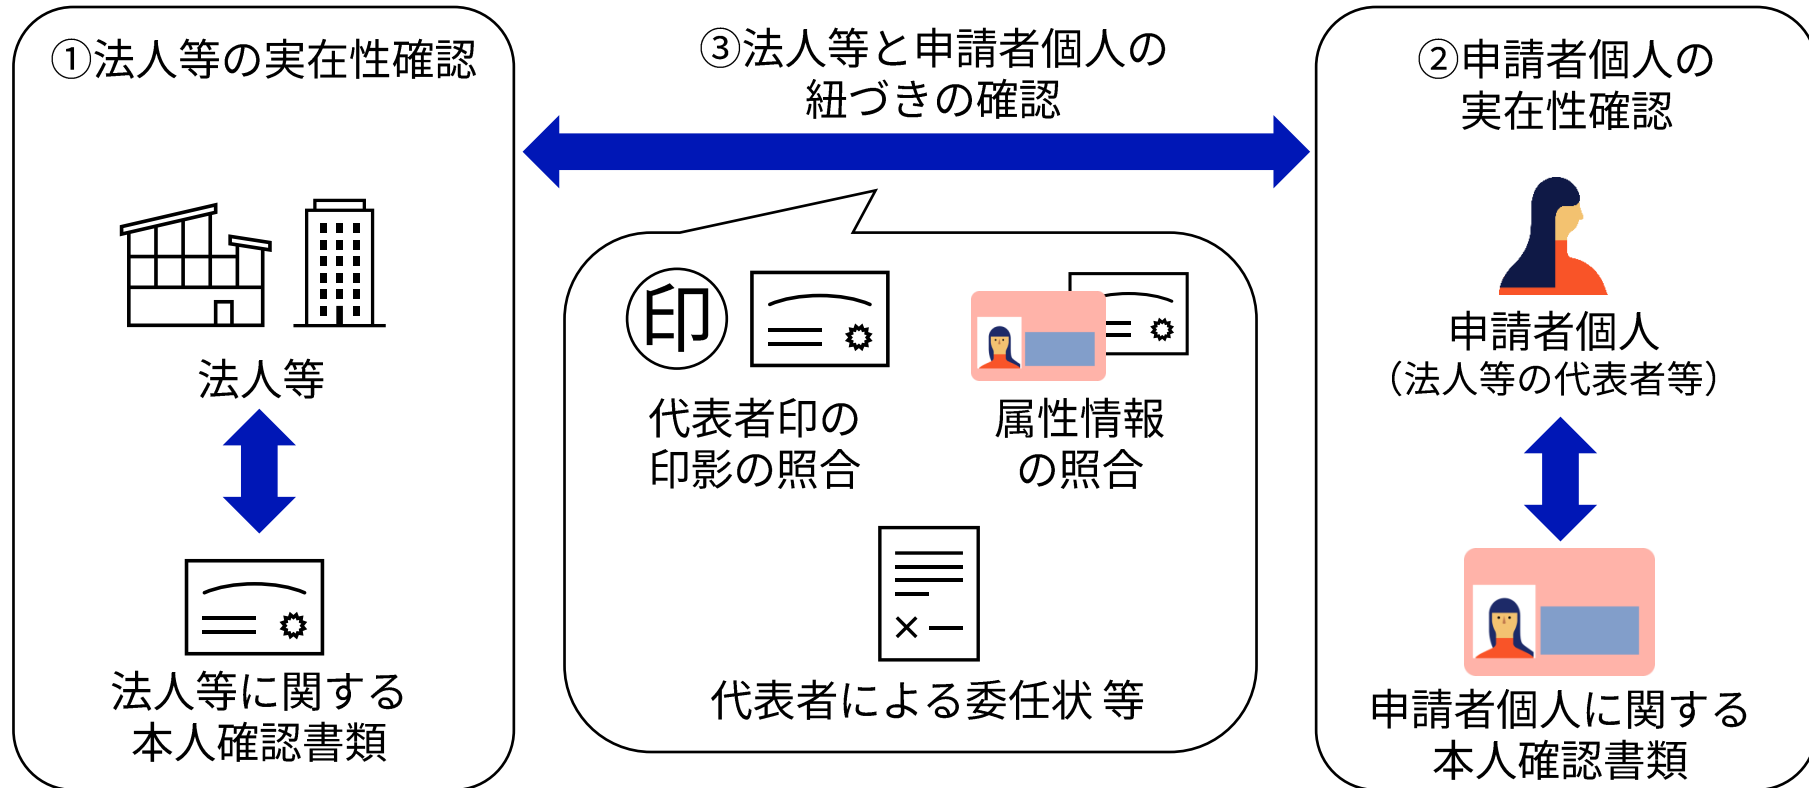 ①法人等の実在性確認
法人等
法人等に関する
本人確認書類
③法人等と申請者個人の
紐づきの確認
印
代表者印の
印影の照合
属性情報
の照合
代表者による委任状 等
②申請者個人の
実在性確認
申請者個人
（法人等の代表者等）
申請者個人に関する
本人確認書類